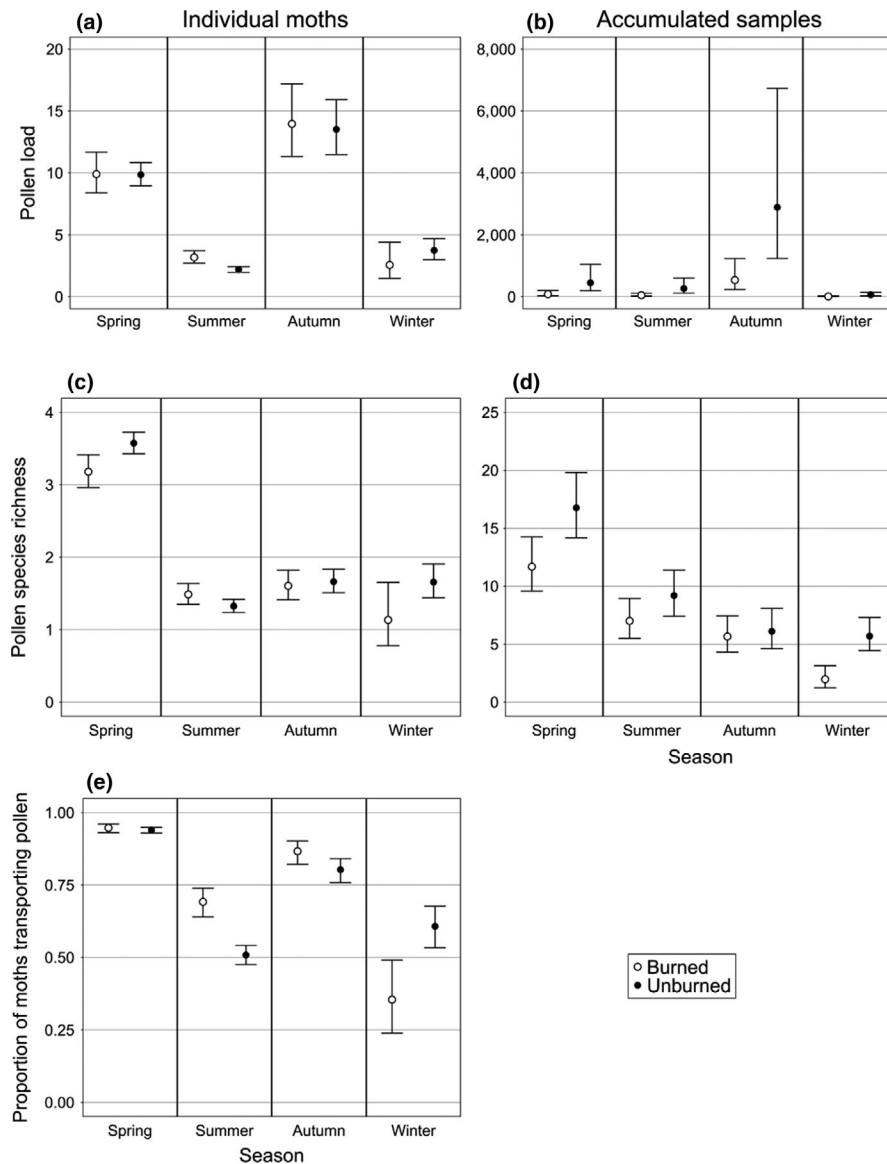 (a) Individual moths
(b) Accumulated samples
Pollen load
20
15
10
5
0
Spring Summer Autumn Winter
8,000
6,000
4,000
2,000
0
Spring Summer Autumn Winter
(c)
Pollen species richness
4
3
2
1
0
Spring Summer Autumn Winter
(d)
25
20
15
10
5
0
Spring Summer Autumn Winter
Season
(e)
Proportion of moths transporting pollen
1.00
0.75
0.50
0.25
0.00
Spring Summer Autumn Winter
Season
Burned
Unburned